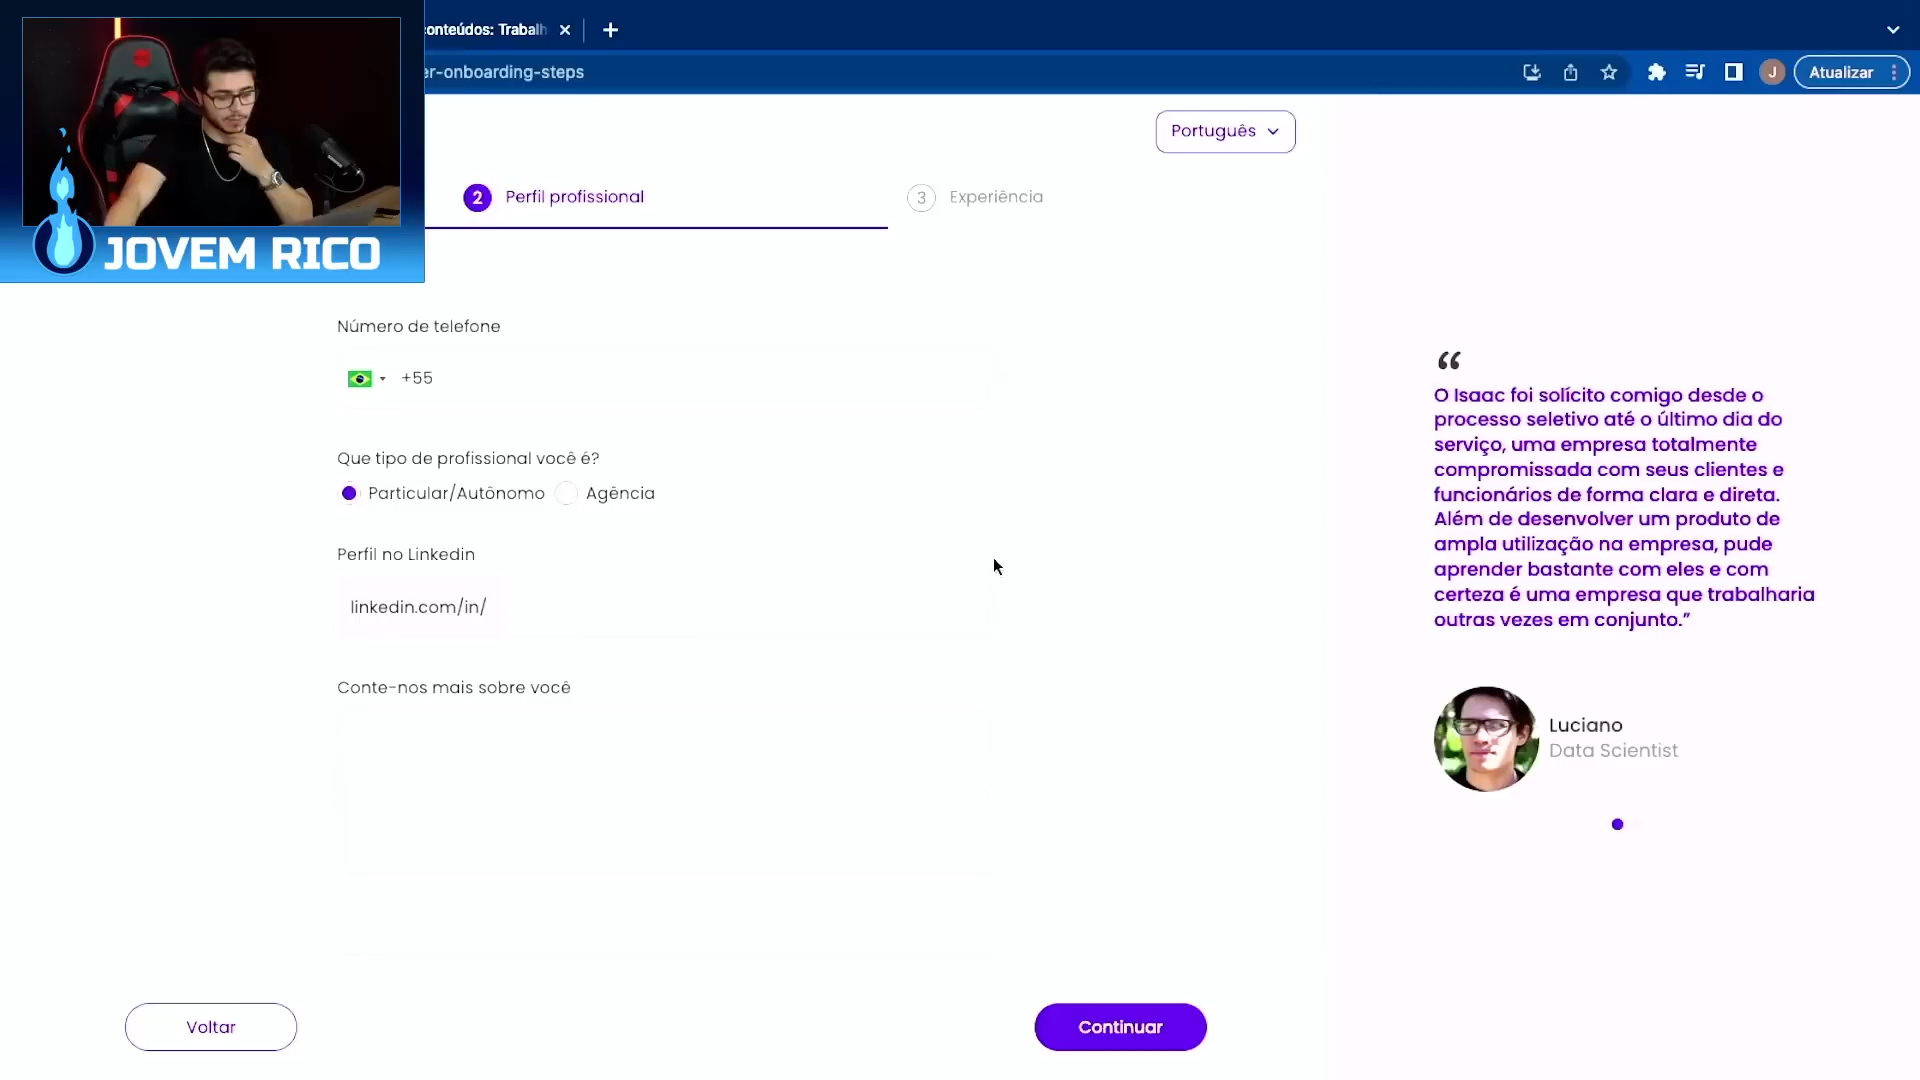 onteúdos: Trabalh
er-onboarding-steps
J
Atualizar
JOVEM RICO
Português
2 Perfil profissional
3 Experiência
Número de telefone
+55
Que tipo de profissional você é?
Particular/Autônomo Agência
Perfil no Linkedin
linkedin.com/in/
Conte-nos mais sobre você
Voltar
Continuar
“
O Isaac foi solícito comigo desde o
processo seletivo até o último dia do
serviço, uma empresa totalmente
compromissada com seus clientes e
funcionários de forma clara e direta.
Além de desenvolver um produto de
ampla utilização na empresa, pude
aprender bastante com eles e com
certeza é uma empresa que trabalharia
outras vezes em conjunto.”
Luciano
Data Scientist